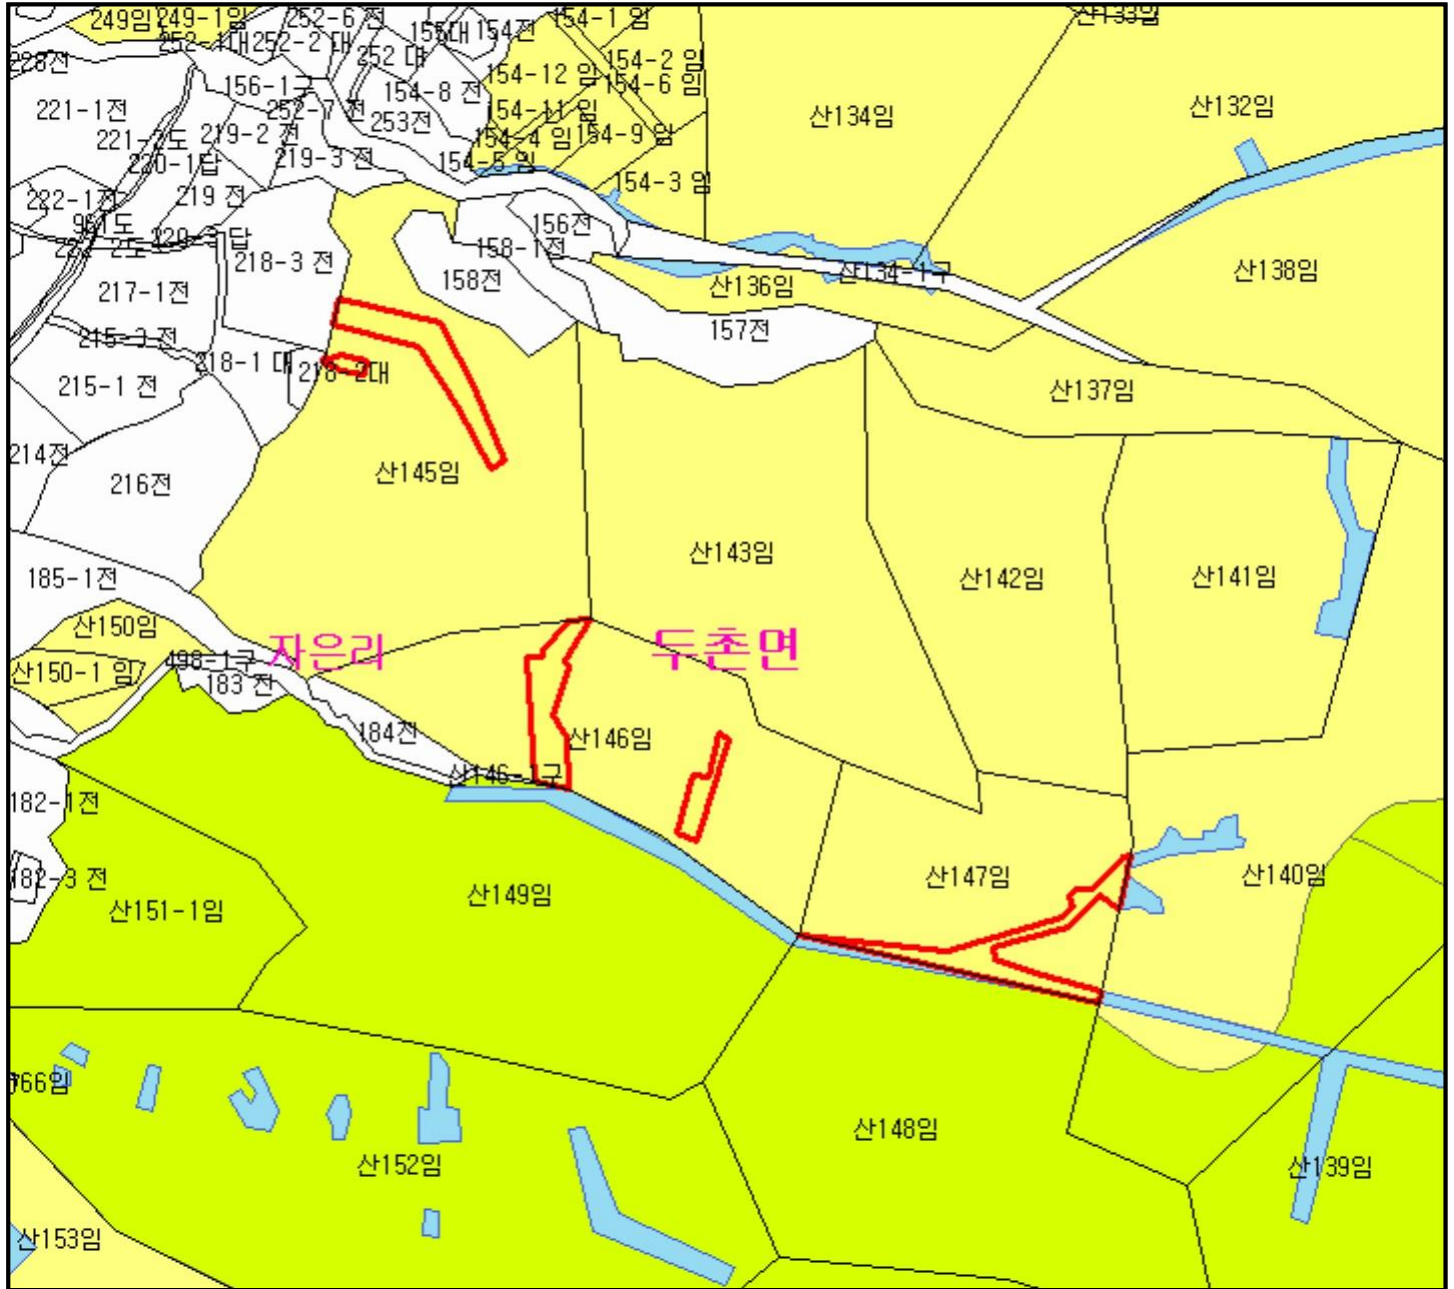 249임
249-1임
252-6 전
155대
154전
154-1 임
산133임
252-1대
252-2 대
252 대
154-2 임
228전
154-12 임
154-6 임
156-1구
154-8 전
산132임
221-1전
252-7 전
253전
154-11 임
산134임
219-2 전
154-4 임
154-9 임
220-1답
219-3 전
154-5 임
154-3 임
222-1전
219 전
156전
218-3 전
158-1전
158전
산136임
산134-1구
산138임
217-1전
157전
215-3 전
218-1 대
218-2대
215-1 전
산137임
214전
산145임
216전
산143임
산142임
산141임
185-1전
산150임
자은리
두촌면
498-1구
산150-1 임
183 전
184전
산146임
산146-1구
182-1전
산147임
산140임
182-3 전
산149임
산151-1임
산148임
산152임
산139임
산153임